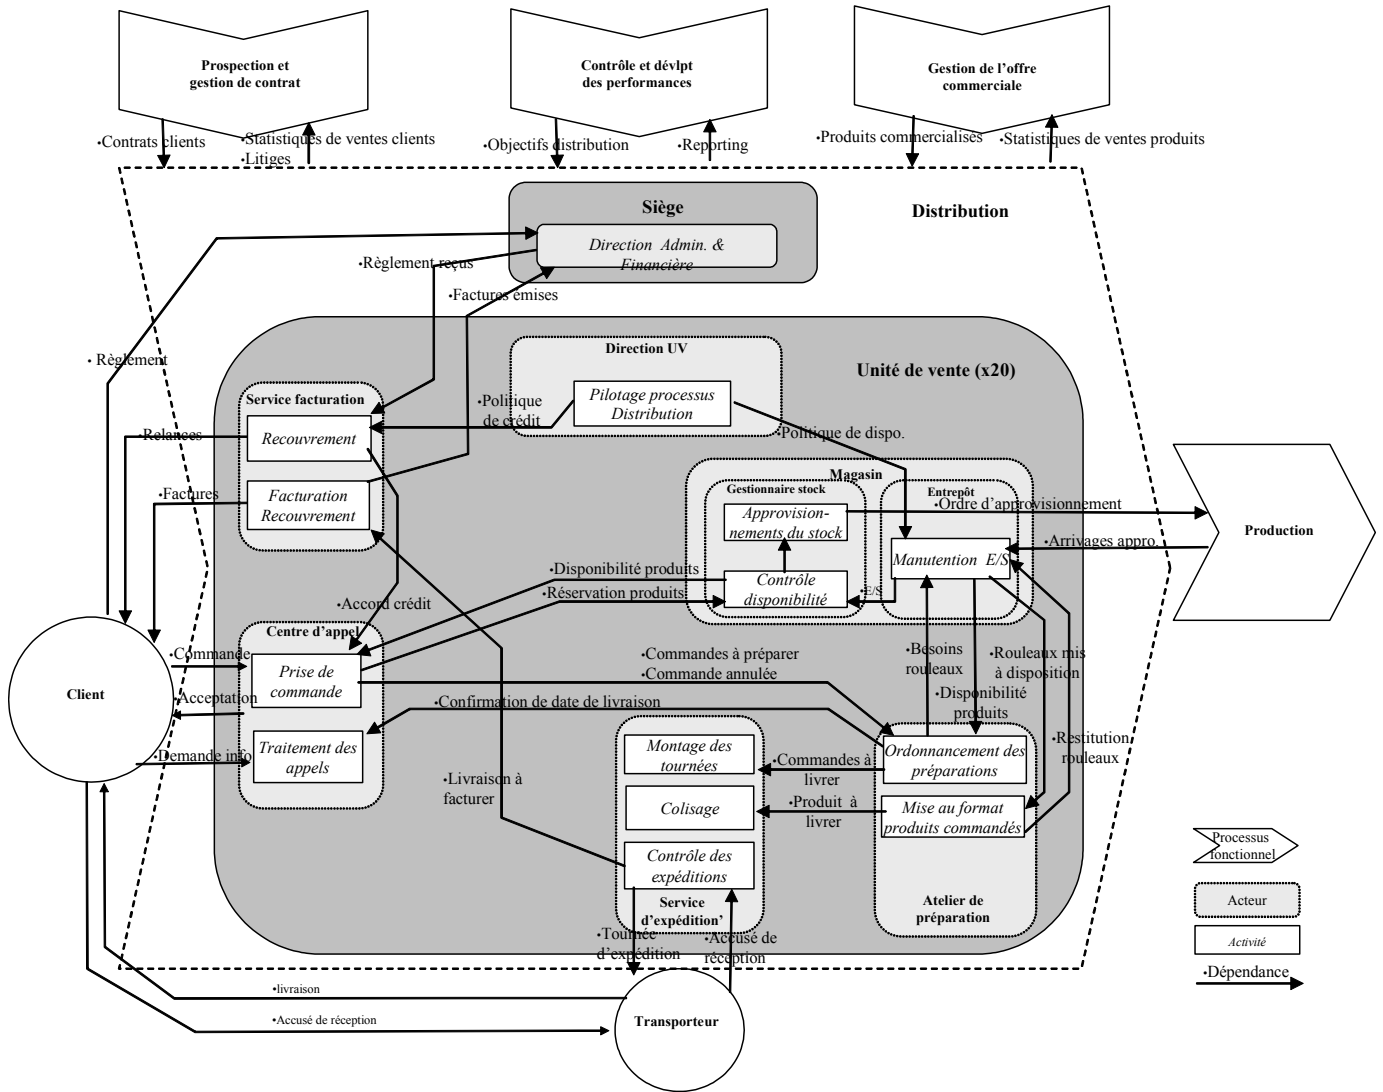 Prospection et
gestion de contrat
Contrôle et dévlpt
des performances
Gestion de l'offre
commerciale
•Contrats clients
•Statistiques de ventes clients
•Litiges
•Objectifs distribution
•Reporting
•Produits commercialisés
•Statistiques de ventes produits
Siège
Distribution
Direction Admin. &
Financière
•Règlement reçus
•Factures émises
• Règlement
Direction UV
Unité de vente (x20)
Pilotage processus
Distribution
Service facturation
•Politique
de crédit
Recouvrement
•Relances
•Politique de dispo.
Magasin
Gestionnaire stock
Entrepôt
Facturation
Recouvrement
•Factures
Approvision-
nements du stock
•Ordre d'approvisionnement
Production
•Arrivages appro.
Manutention E/S
•Disponibilité produits
•Réservation produits
Contrôle
disponibilité
•E/S
•Accord crédit
Centre d'appel
•Commande
Prise de
commande
•Commandes à préparer
•Commande annulée
•Besoins
rouleaux
•Rouleaux mis
à disposition
•Disponibilité
produits
Client
•Acceptation
•Confirmation de date de livraison
•Demande info
Traitement des
appels
Montage des
tournées
•Commandes à
livrer
Ordonnancement des
préparations
•Restitution
rouleaux
•Livraison à
facturer
Colisage
•Produit à
livrer
Mise au format
produits commandés
Contrôle des
expéditions
Service
d'expédition’
Atelier de
préparation
•Tournée
d'expédition
•Accusé de
réception
•livraison
•Accusé de réception
Transporteur
Processus
fonctionnel
Acteur
Activité
•Dépendance